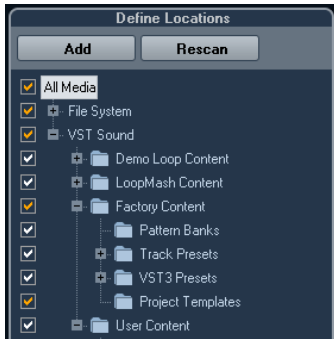 Define Locations
Add Rescan
All Media
File System
VST Sound
Demo Loop Content
LoopMash Content
Factory Content
Pattern Banks
Track Presets
VST3 Presets
Project Templates
User Content